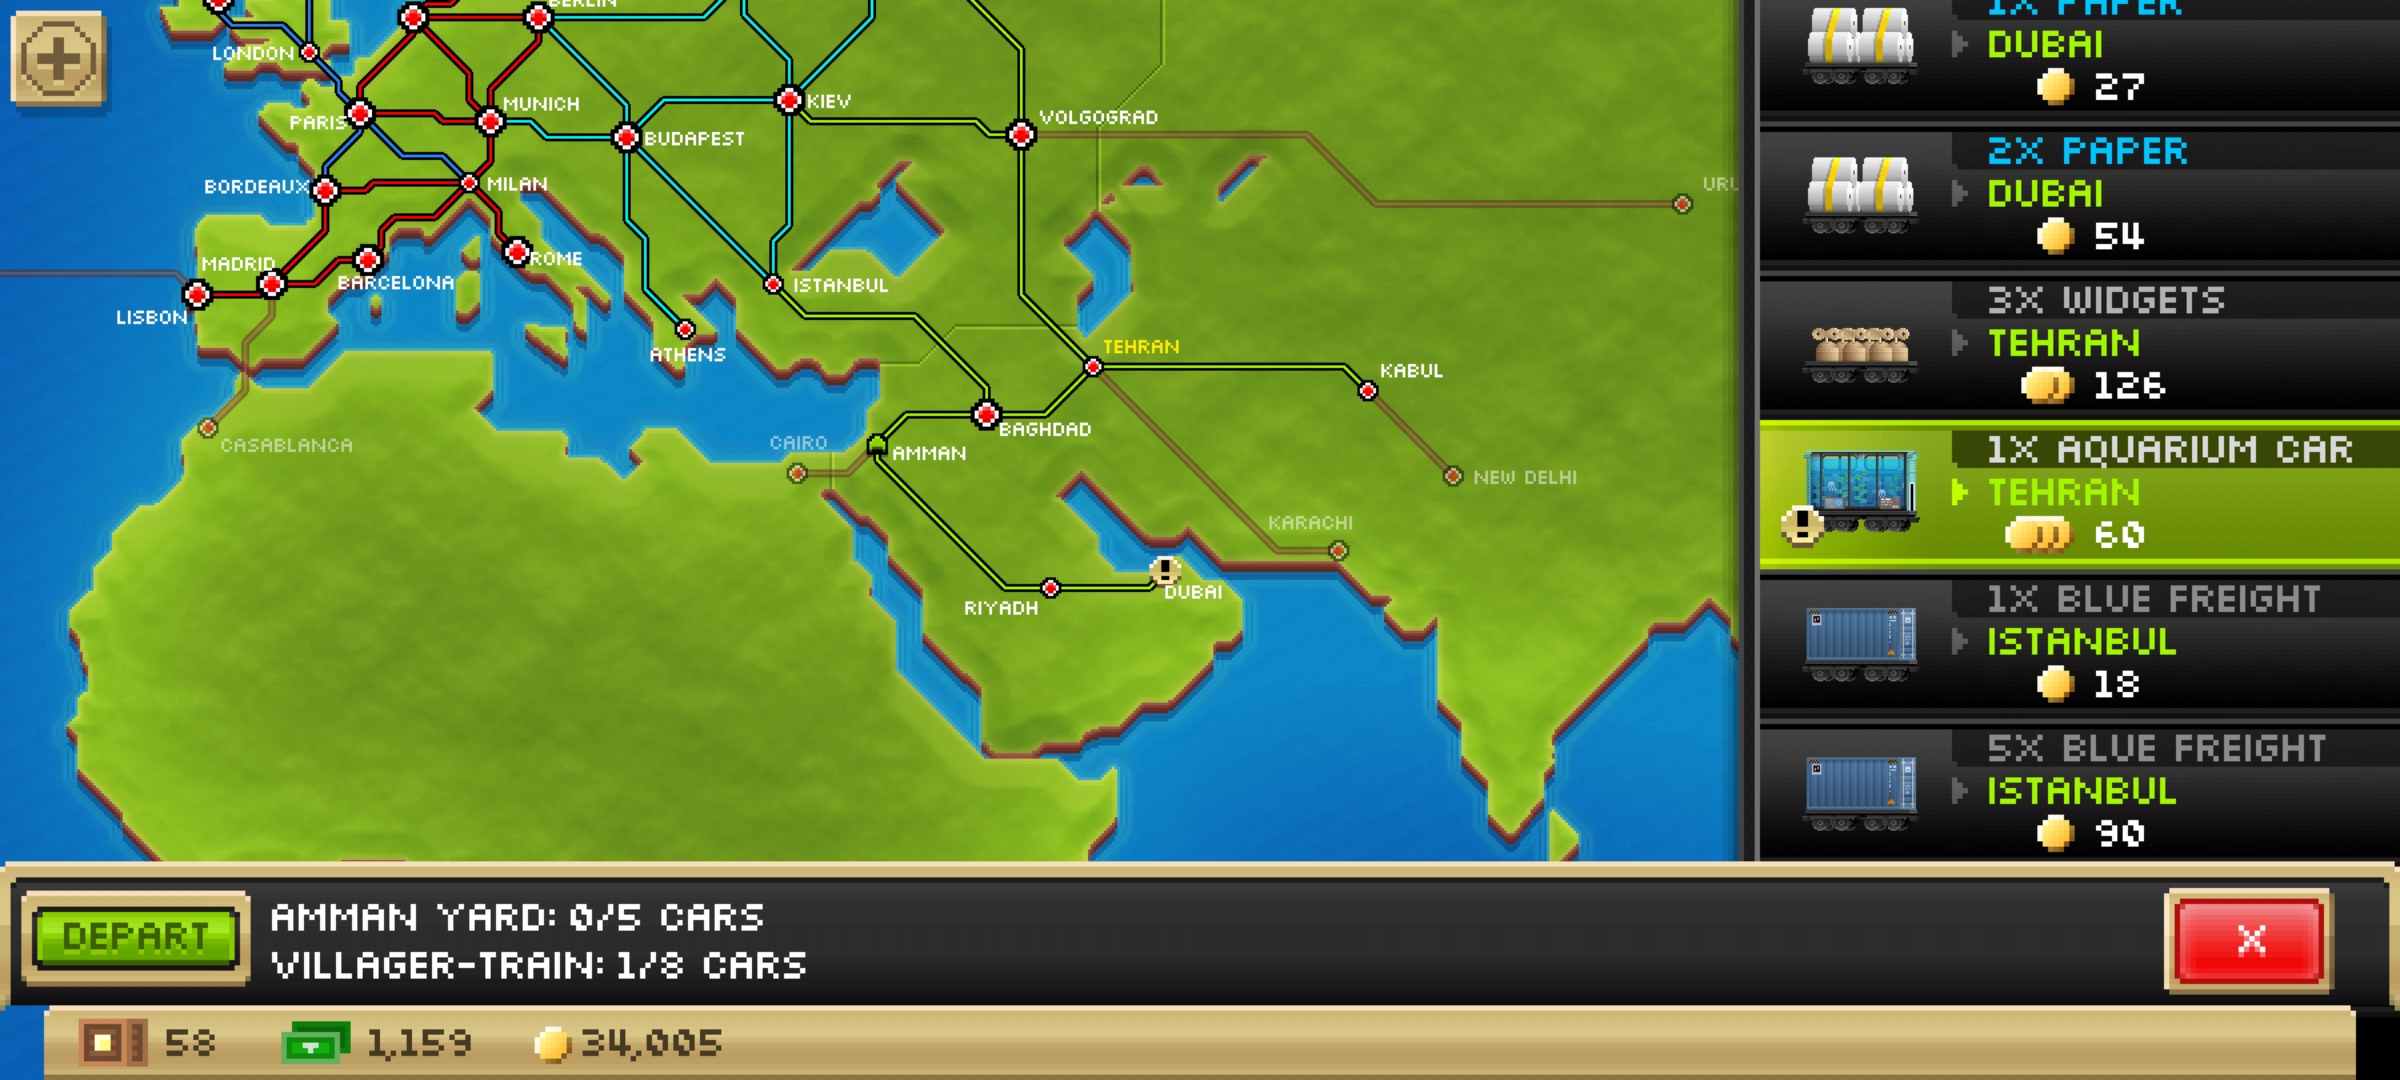 BERLIN
LONDON
MUNICH
PARIS
KIEV
BUDAPEST
VOLGOGRAD
BORDEAUX
MILAN
MADRID
ROME
BARCELONA
ISTANBUL
LISBON
ATHENS
TEHRAN
KABUL
CASABLANCA
CAIRO
BAGHDAD
AMMAN
NEW DELHI
KARACHI
RIYADH
DUBAI
1X PAPER
DUBAI
27
2X PAPER
DUBAI
54
3X WIDGETS
TEHRAN
126
1X AQUARIUM CAR
TEHRAN
60
1X BLUE FREIGHT
ISTANBUL
18
5X BLUE FREIGHT
ISTANBUL
90
DEPART
AMMAN YARD: 0/5 CARS
VILLAGER-TRAIN: 1/8 CARS
X
58
1,159
34,005